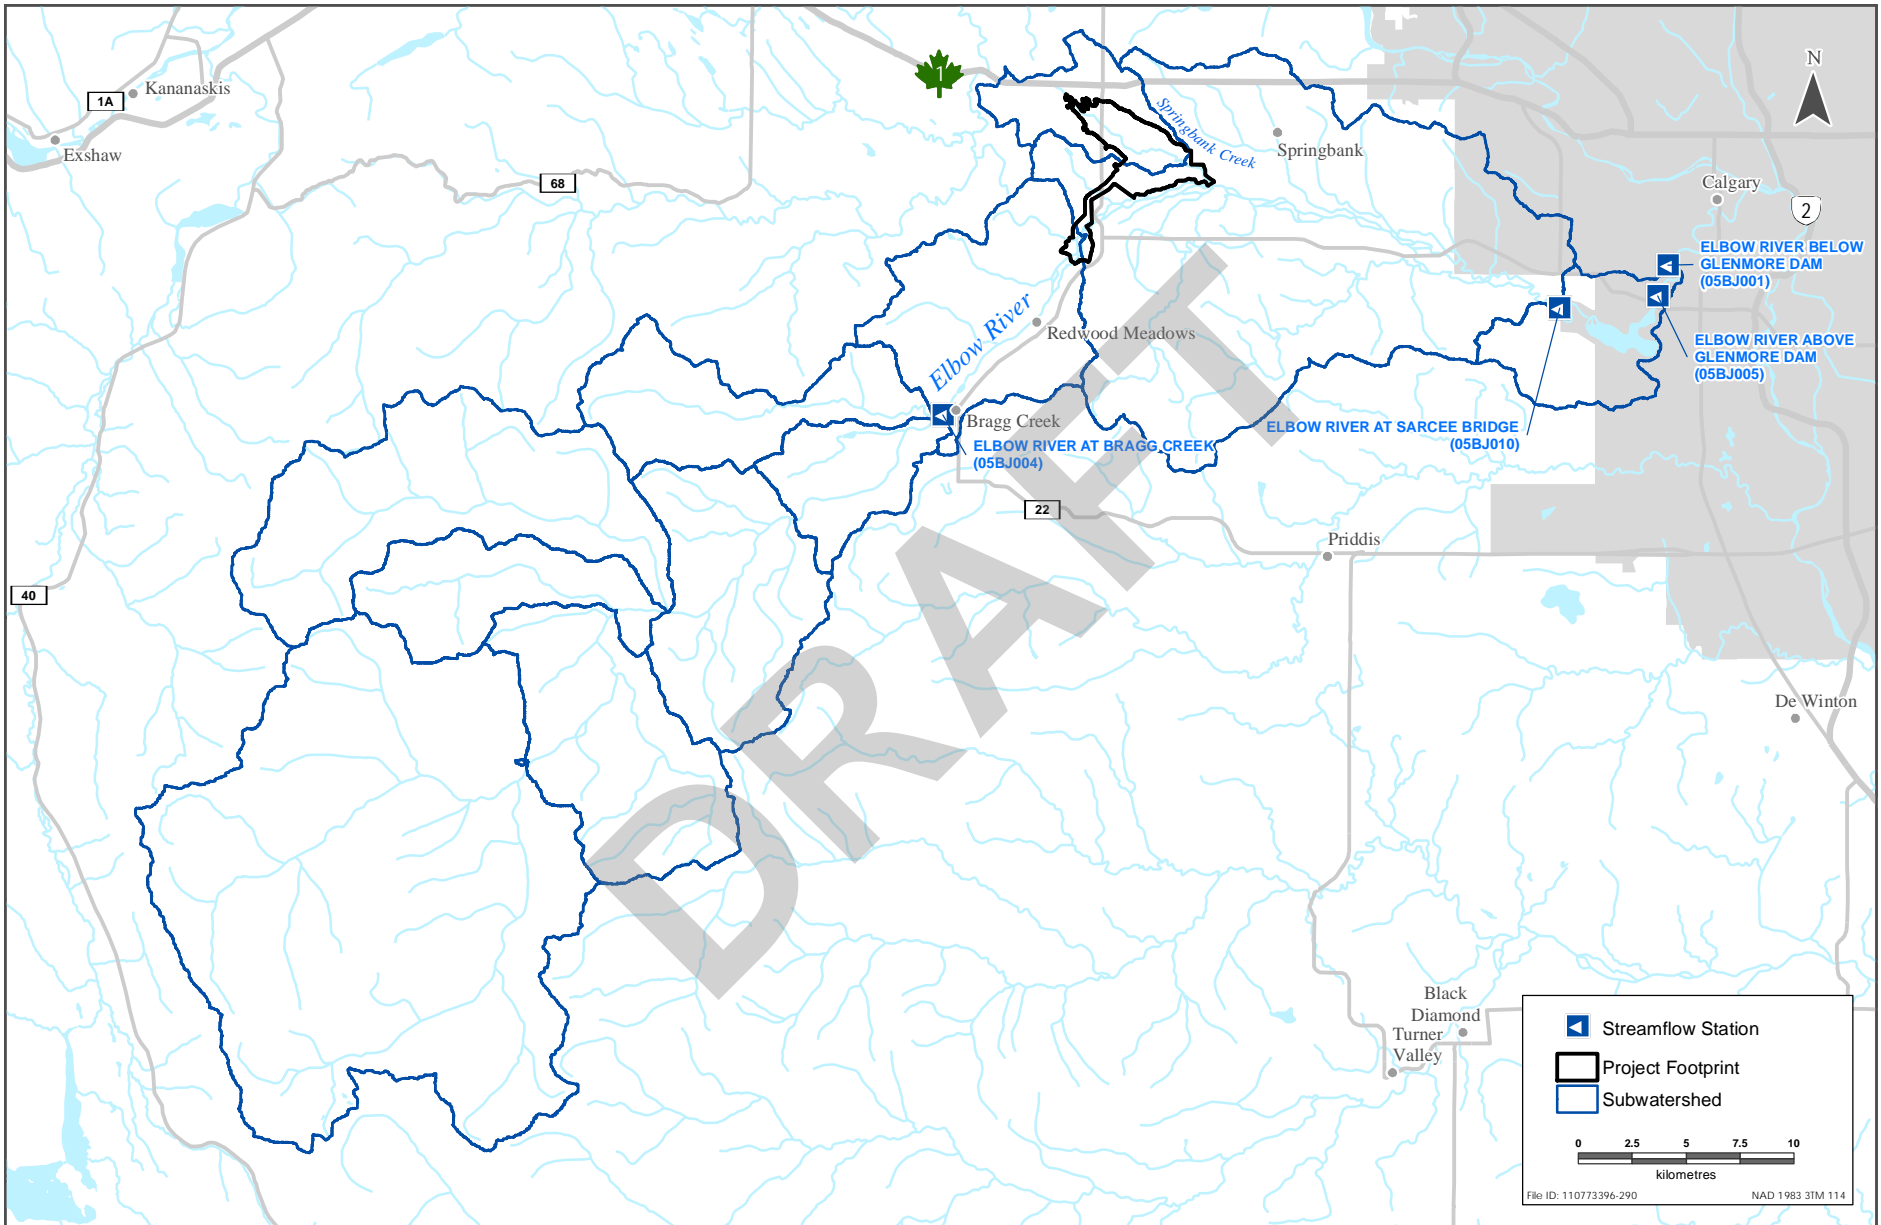 1
N
Kananaskis
1A
Exshaw
68
Springbank Creek
Springbank
Calgary
2
ELBOW RIVER BELOW
GLENMORE DAM
(05BJ001)
Elbow River
Redwood Meadows
ELBOW RIVER ABOVE
GLENMORE DAM
(05BJ005)
Bragg Creek
ELBOW RIVER AT BRAGG CREEK
(05BJ004)
ELBOW RIVER AT SARCEE BRIDGE
(05BJ010)
22
Priddis
40
DRAFT
De Winton
Black
Diamond
Turner
Valley
Streamflow Station
Project Footprint
Subwatershed
0 2.5 5 7.5 10
kilometres
File ID: 110773396-290 NAD 1983 3TM 114